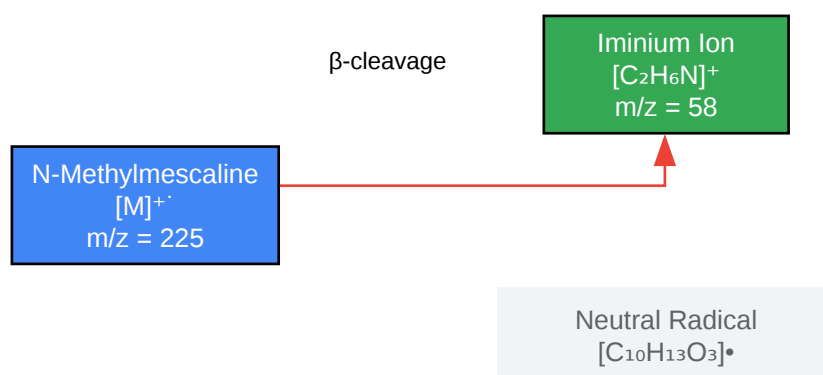 β-cleavage
Iminium Ion
[C₂H₆N]⁺
m/z = 58
N-Methylmescaline
[M]⁺˙
m/z = 225
Neutral Radical
[C₁₀H₁₃O₃]•